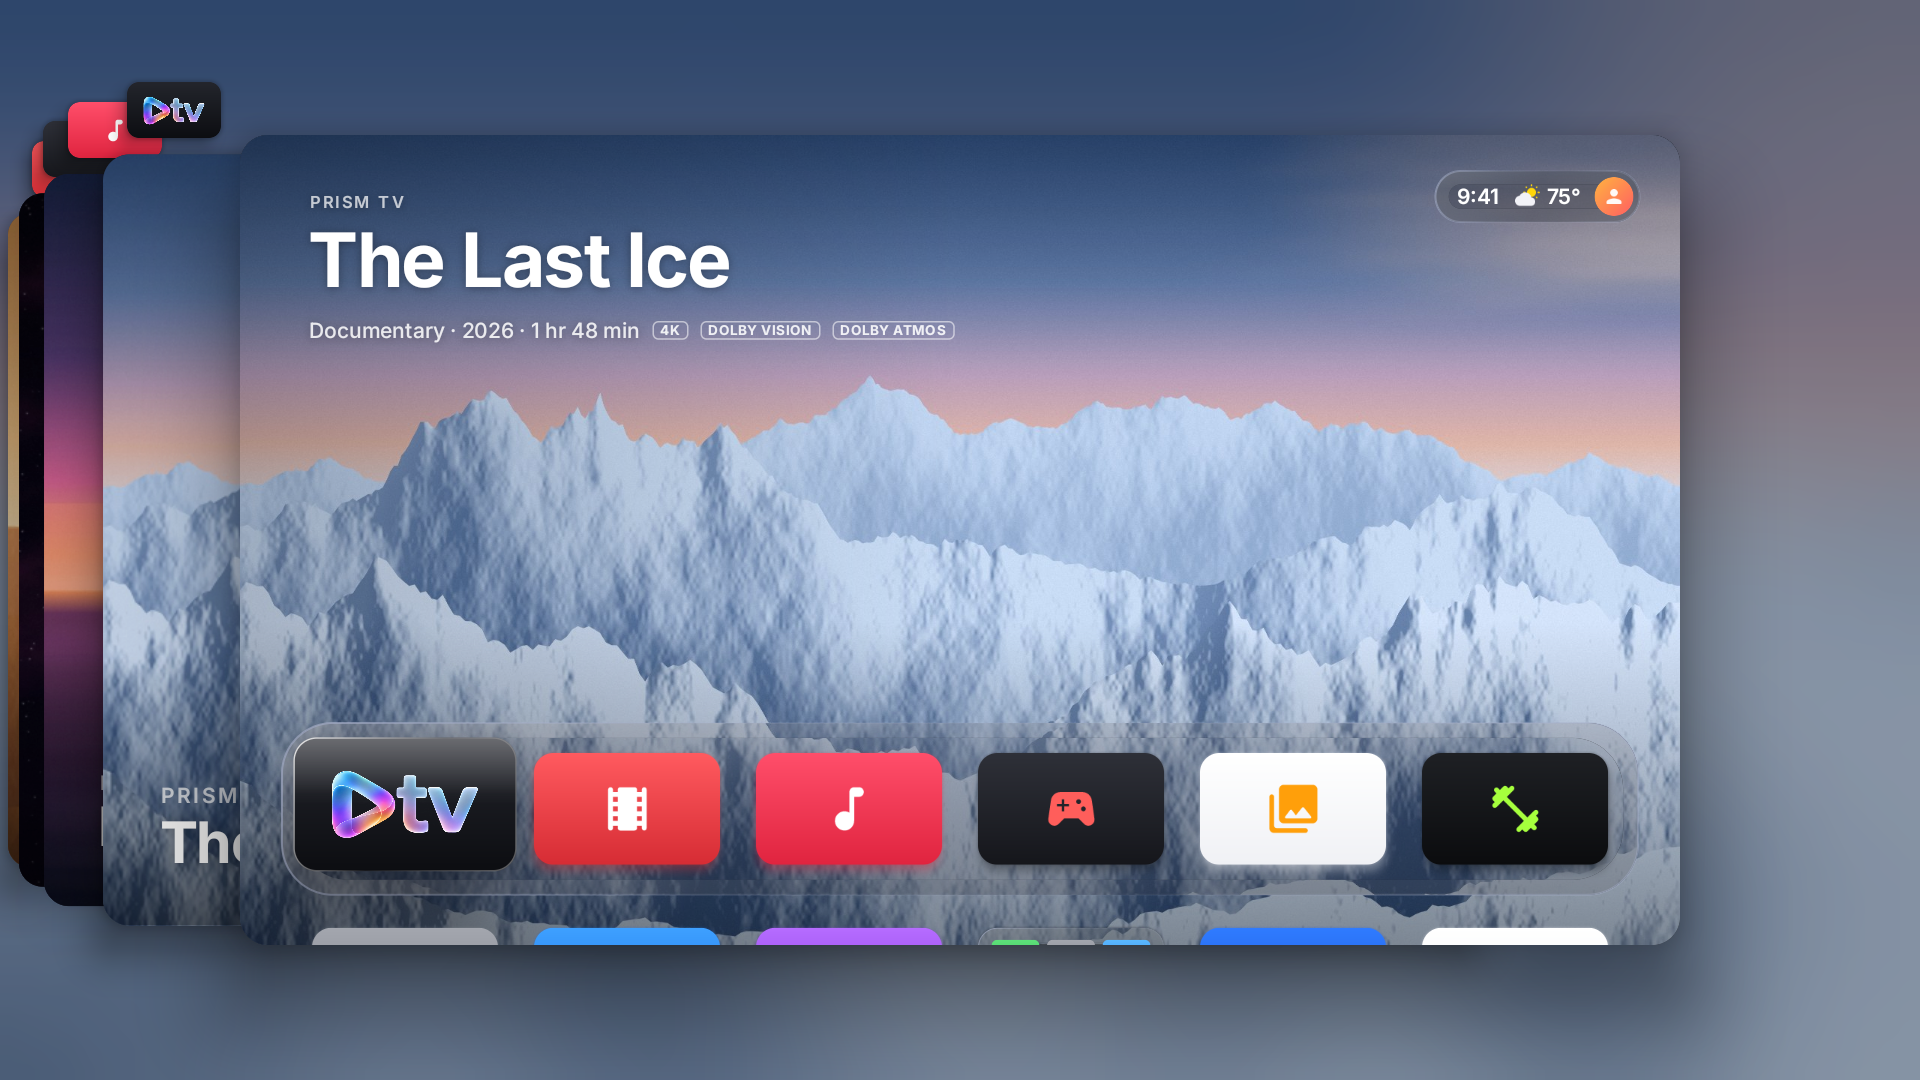 tv
PRISM TV
The Last Ice
Documentary · 2026 · 1 hr 48 min 4K DOLBY VISION DOLBY ATMOS
9:41 75°
PRISM
The
tv